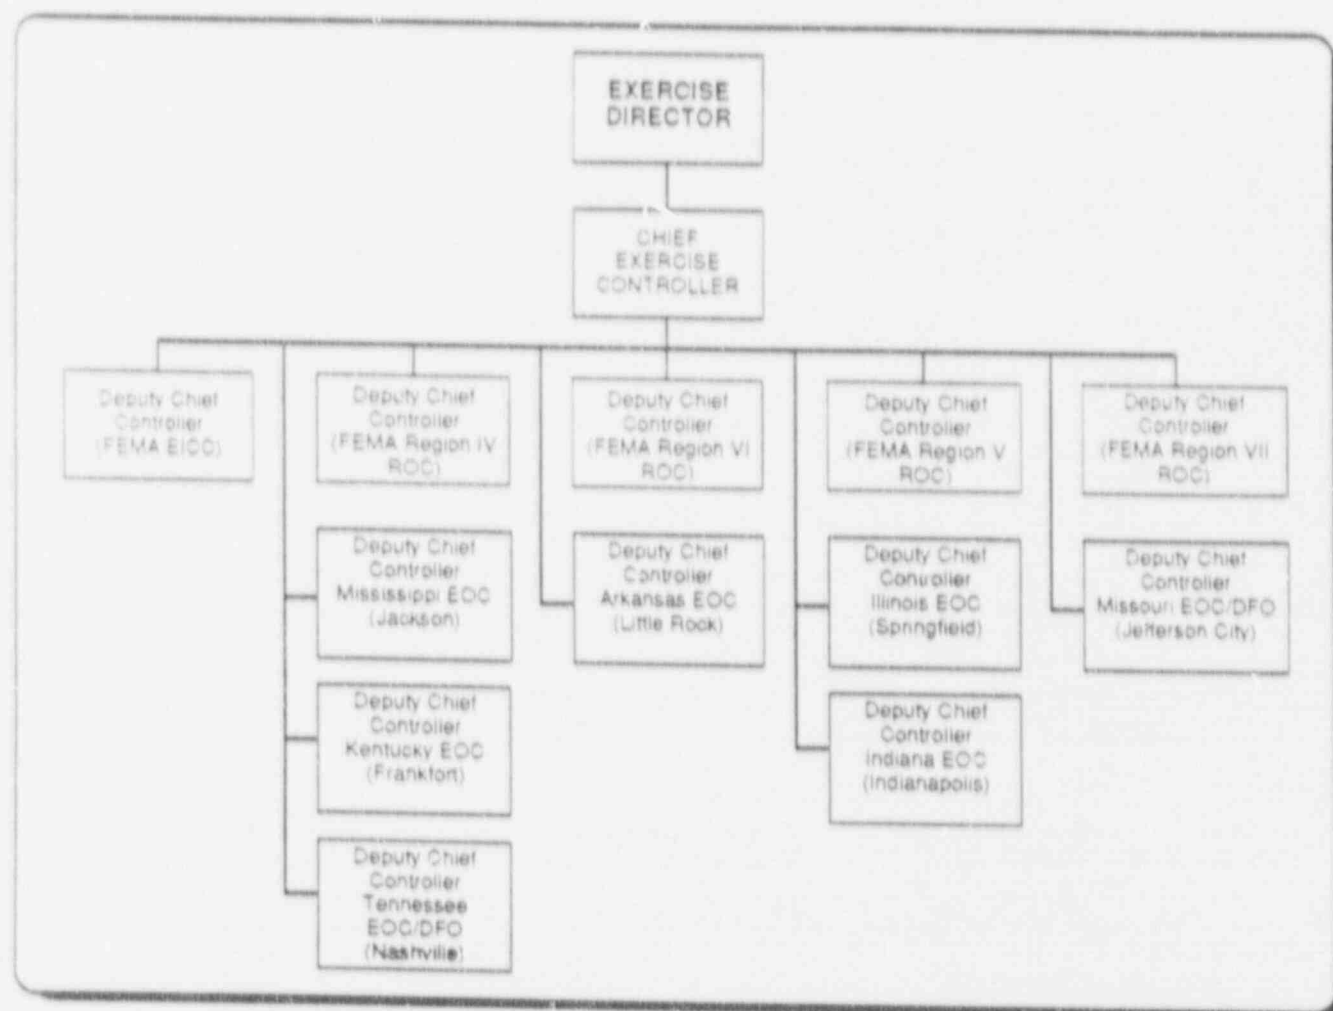 EXERCISE
DIRECTOR
CHIEF
EXERCISE
CONTROLLER
Deputy Chief
Controller
(FEMA EICC)
Deputy Chief
Controller
(FEMA Region IV
ROC)
Deputy Chief
Controller
(FEMA Region VI
ROC)
Deputy Chief
Controller
(FEMA Region V
ROC)
Deputy Chief
Controller
(FEMA Region VII
ROC)
Deputy Chief
Controller
Mississippi EOC
(Jackson)
Deputy Chief
Controller
Arkansas EOC
(Little Rock)
Deputy Chief
Controller
Illinois EOC
(Springfield)
Deputy Chief
Controller
Missouri EOC/DFO
(Jefferson City)
Deputy Chief
Controller
Kentucky EOC
(Frankfort)
Deputy Chief
Controller
Indiana EOC
(Indianapolis)
Deputy Chief
Controller
Tennessee
EOC/DFO
(Nashville)